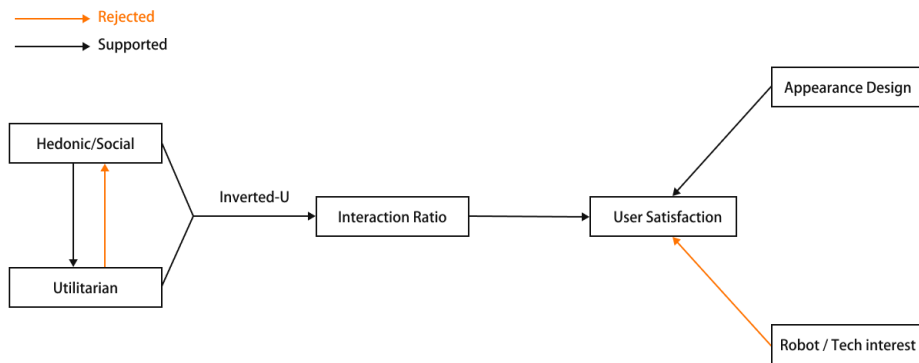 Rejected
Supported
Appearance Design
Hedonic/Social
Inverted-U
Interaction Ratio
User Satisfaction
Utilitarian
Robot / Tech interest